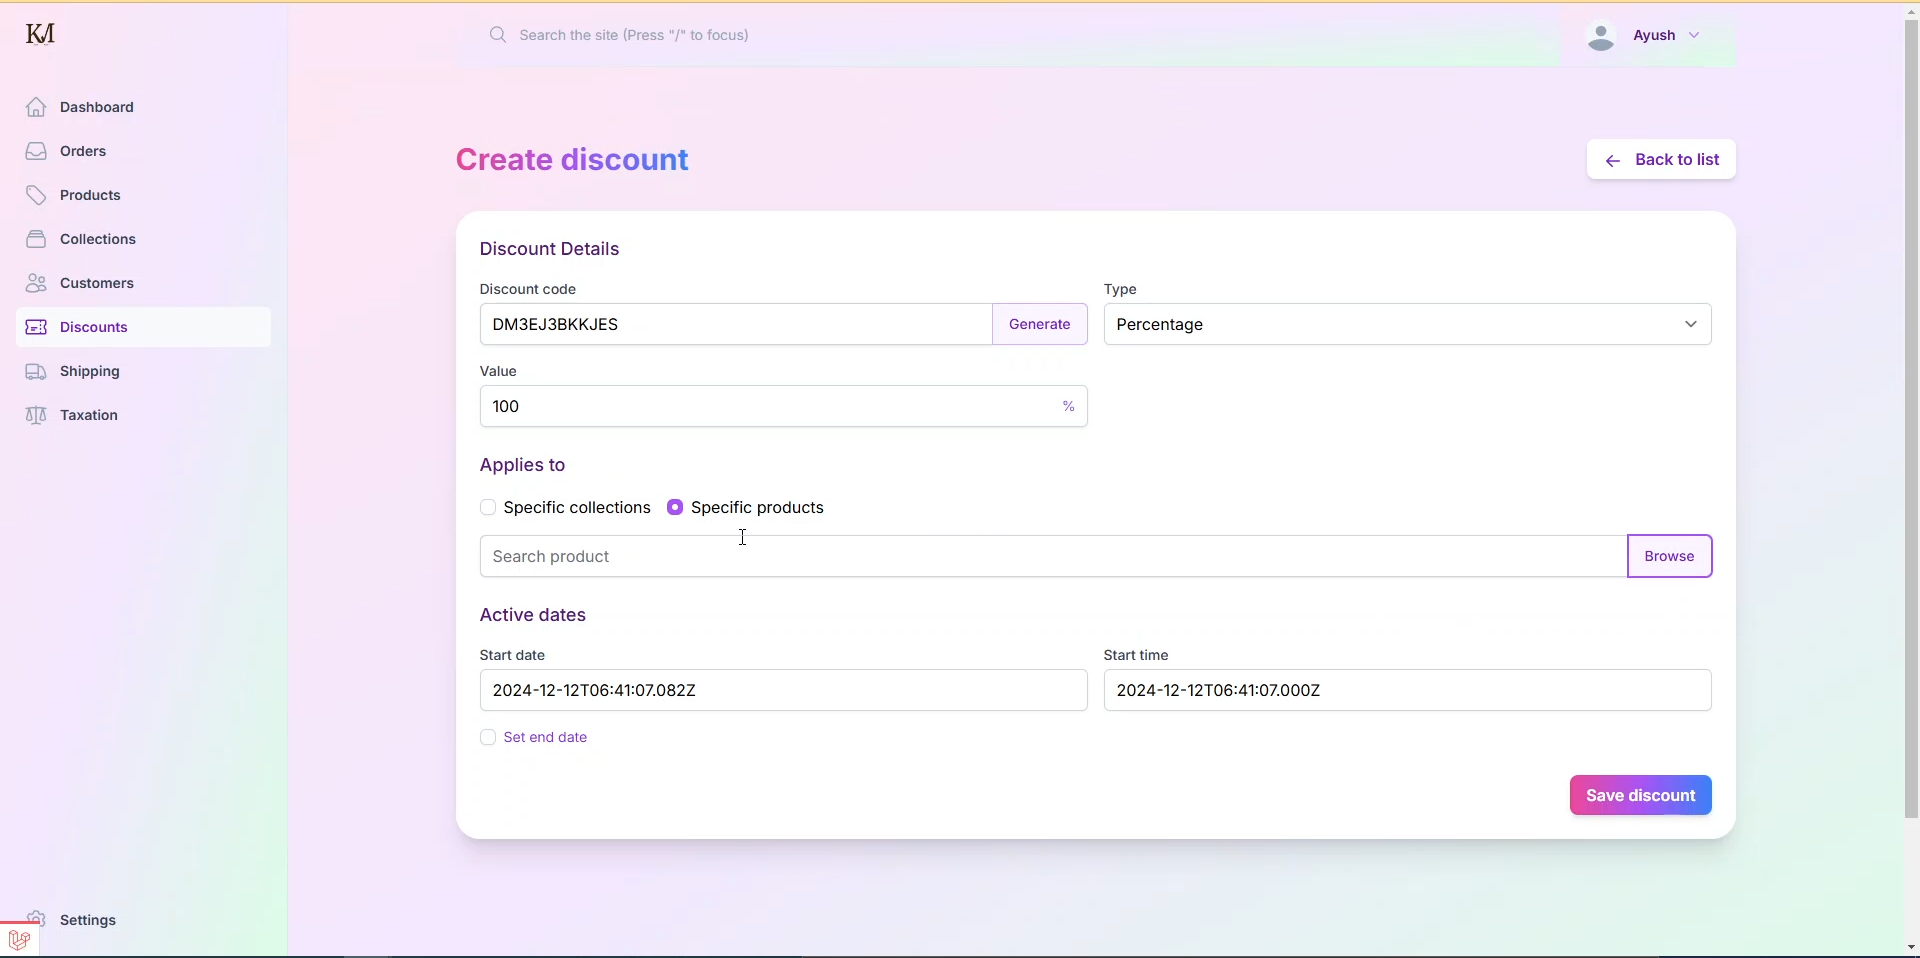 KM
Search the site (Press "/" to focus)
Ayush
Dashboard
Orders
Products
Collections
Customers
Discounts
Shipping
Taxation
Settings
Create discount
Back to list
Discount Details
Discount code
Type
DM3EJ3BKKJES
Generate
Percentage
Value
100
%
Applies to
Specific collections
Specific products
Search product
Browse
Active dates
Start date
Start time
2024-12-12T06:41:07.082Z
2024-12-12T06:41:07.000Z
Set end date
Save discount